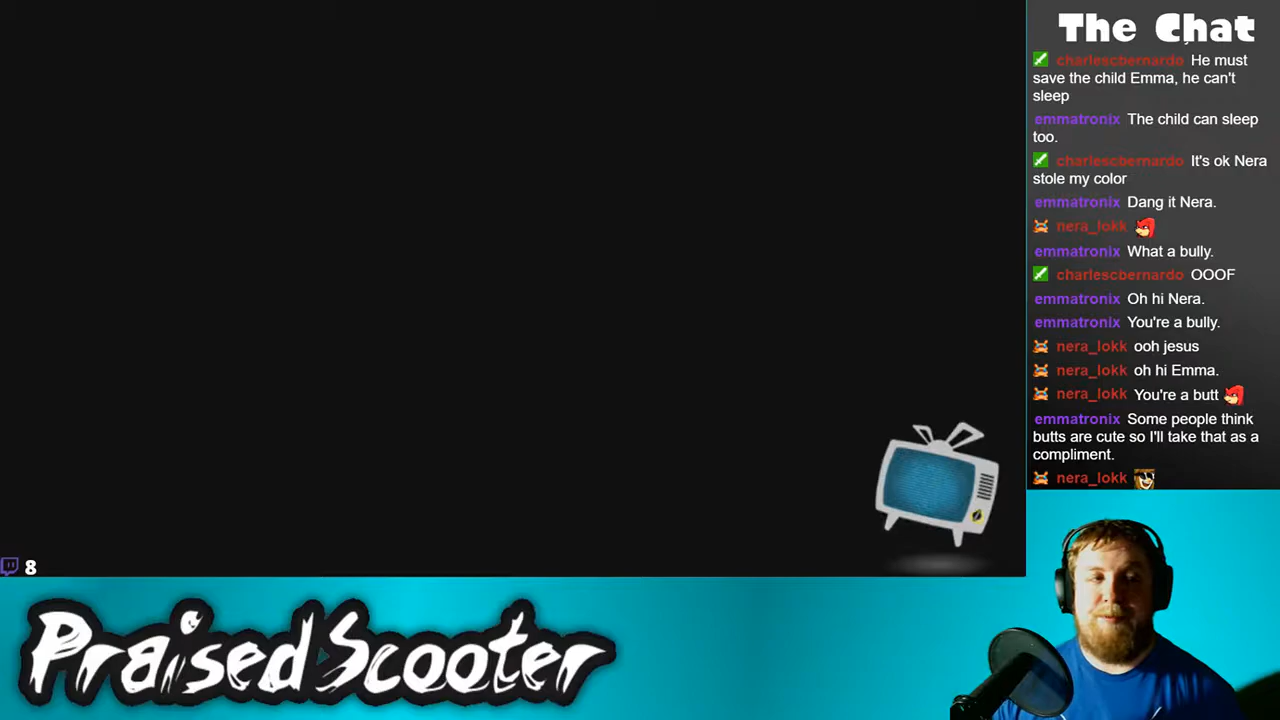 The Chat
charlescbernardo He must
save the child Emma, he can't
sleep
emmatronix The child can sleep
too.
charlescbernardo It's ok Nera
stole my color
emmatronix Dang it Nera.
nera_lokk
emmatronix What a bully.
charlescbernardo OOOF
emmatronix Oh hi Nera.
emmatronix You're a bully.
nera_lokk ooh jesus
nera_lokk oh hi Emma.
nera_lokk You're a butt
emmatronix Some people think
butts are cute so I'll take that as a
compliment.
nera_lokk
8
PraisedScooter